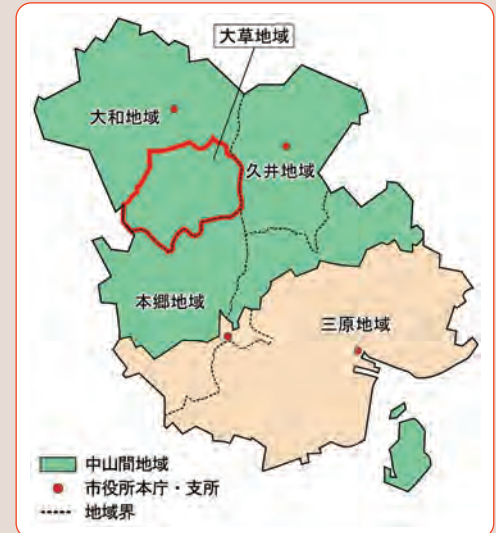 大草地域
大和地域
久井地域
本郷地域
三原地域
中山間地域
市役所本庁・支所
地域界